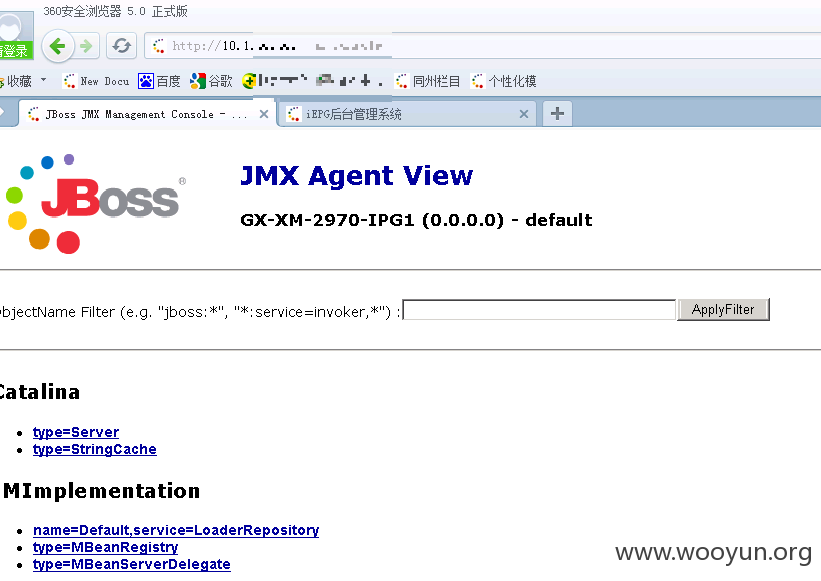 360安全浏览器 5.0 正式版
请登录
http://10.1.
收藏 New Docu 百度 谷歌 同州栏目 个性化模
JBoss JMX Management Console - ... iEPG后台管理系统
JBoss®
JMX Agent View
GX-XM-2970-IPG1 (0.0.0.0) - default
ObjectName Filter (e.g. "jboss:*", "*:service=invoker,*") : ApplyFilter
Catalina
type=Server
type=StringCache
MImplementation
name=Default,service=LoaderRepository
type=MBeanRegistry
type=MBeanServerDelegate
www.wooyun.org